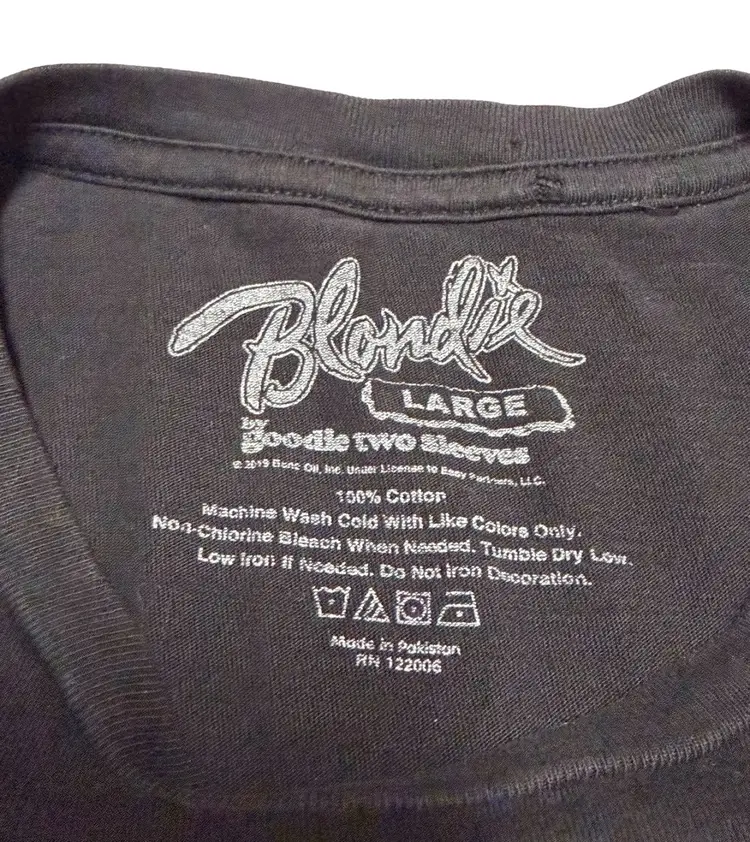 Blondie
LARGE
by
goodie two sleeves
© 2019 Bone Oil, Inc. Under License to Easy Partners, LLC.
100% Cotton
Machine Wash Cold With Like Colors Only.
Non-Chlorine Bleach When Needed. Tumble Dry Low.
Low Iron If Needed. Do Not Iron Decoration.
Made in Pakistan
RN 122006